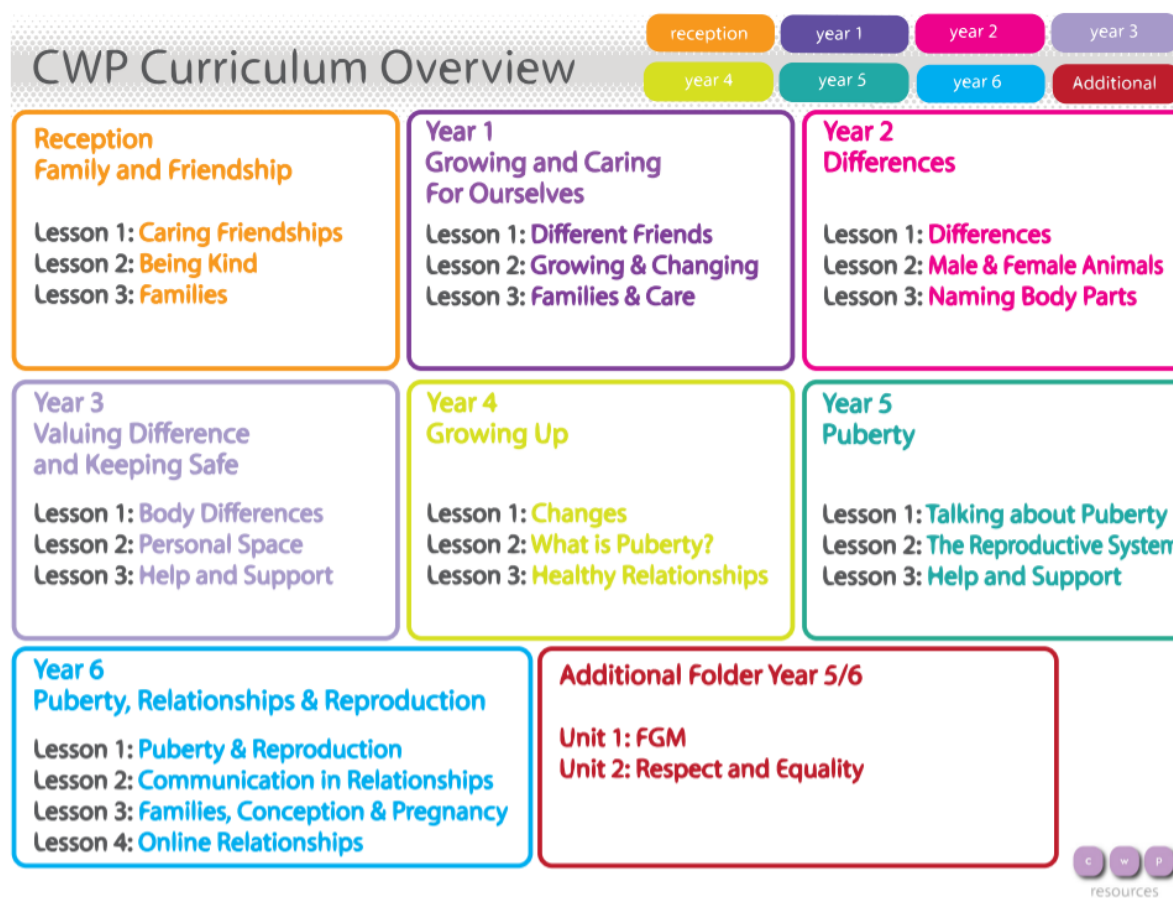 CWP Curriculum Overview
reception
year 1
year 2
year 3
year 4
year 5
year 6
Additional
Reception
Family and Friendship
Lesson 1: Caring Friendships
Lesson 2: Being Kind
Lesson 3: Families
Year 1
Growing and Caring
For Ourselves
Lesson 1: Different Friends
Lesson 2: Growing & Changing
Lesson 3: Families & Care
Year 2
Differences
Lesson 1: Differences
Lesson 2: Male & Female Animals
Lesson 3: Naming Body Parts
Year 3
Valuing Difference
and Keeping Safe
Lesson 1: Body Differences
Lesson 2: Personal Space
Lesson 3: Help and Support
Year 4
Growing Up
Lesson 1: Changes
Lesson 2: What is Puberty?
Lesson 3: Healthy Relationships
Year 5
Puberty
Lesson 1: Talking about Puberty
Lesson 2: The Reproductive System
Lesson 3: Help and Support
Year 6
Puberty, Relationships & Reproduction
Lesson 1: Puberty & Reproduction
Lesson 2: Communication in Relationships
Lesson 3: Families, Conception & Pregnancy
Lesson 4: Online Relationships
Additional Folder Year 5/6
Unit 1: FGM
Unit 2: Respect and Equality
c w p
resources